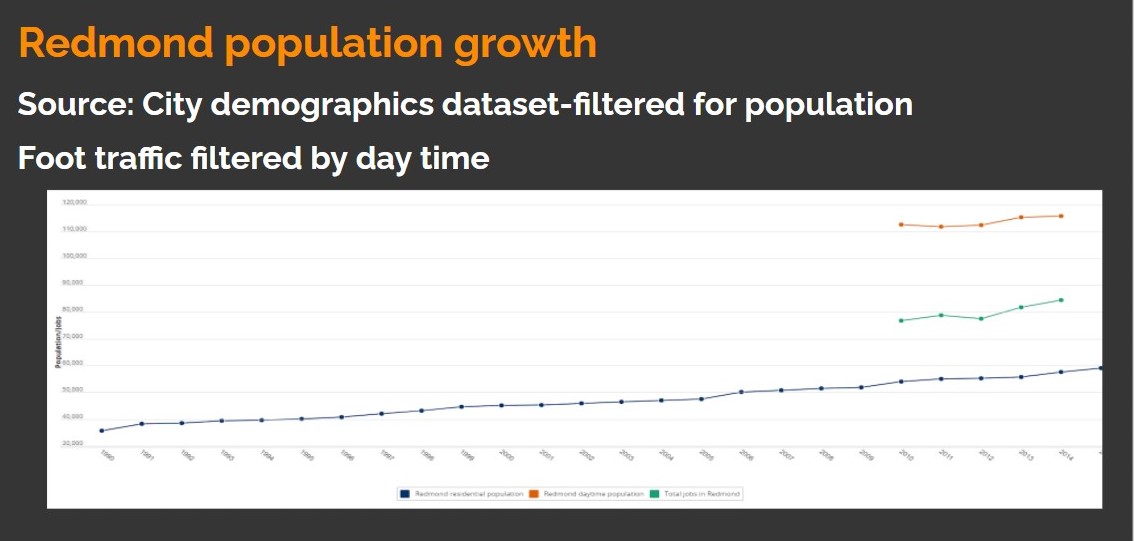 Redmond population growth
Source: City demographics dataset-filtered for population
Foot traffic filtered by day time
120,000
110,000
100,000
90,000
80,000
70,000
60,000
50,000
40,000
30,000
Population/Jobs
1990 1991 1992 1993 1994 1995 1996 1997 1998 1999 2000 2001 2002 2003 2004 2005 2006 2007 2008 2009 2010 2011 2012 2013 2014
Redmond residential population Redmond daytime population Total jobs in Redmond